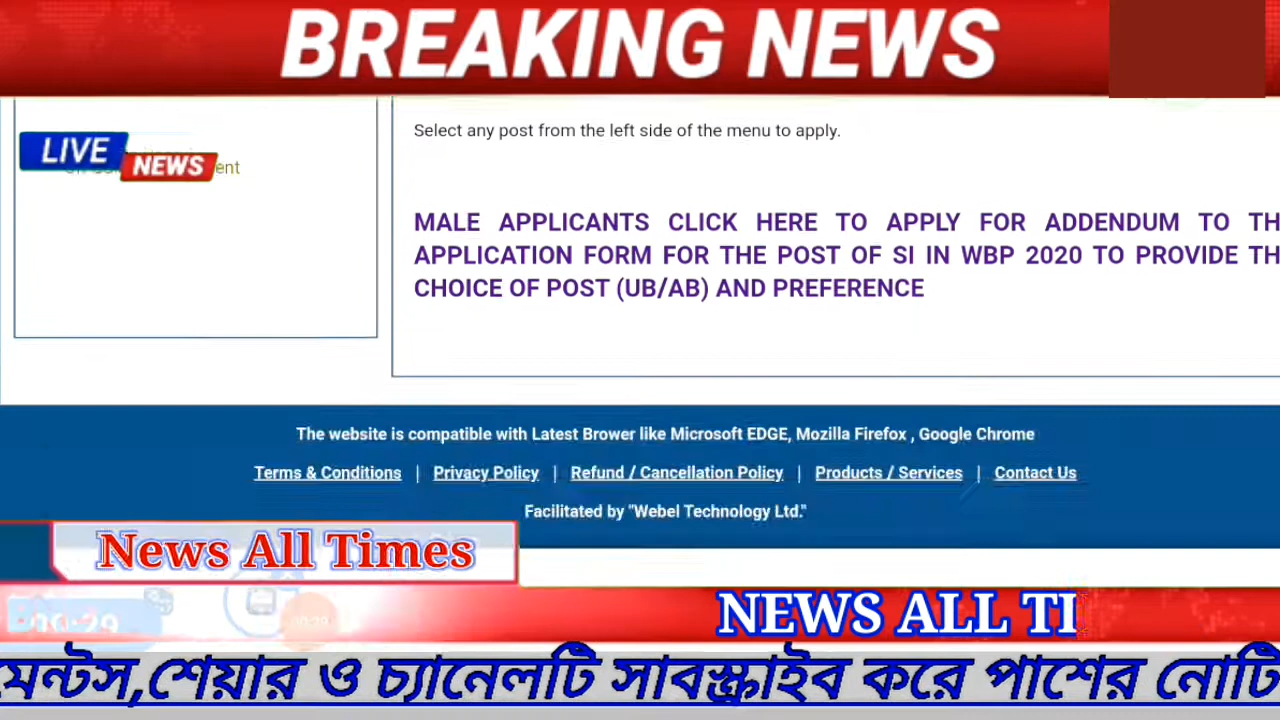 BREAKING NEWS
Select any post from the left side of the menu to apply.
LIVE
NEWS
MALE APPLICANTS CLICK HERE TO APPLY FOR ADDENDUM TO TH
APPLICATION FORM FOR THE POST OF SI IN WBP 2020 TO PROVIDE TH
CHOICE OF POST (UB/AB) AND PREFERENCE
The website is compatible with Latest Brower like Microsoft EDGE, Mozilla Firefox , Google Chrome
Terms & Conditions | Privacy Policy | Refund / Cancellation Policy | Products / Services | Contact Us
Facilitated by "Webel Technology Ltd."
News All Times
NEWS ALL TI
00:29
মেন্টস,শেয়ার ও চ্যানেলটি সাবস্ক্রাইব করে পাশের নোটি